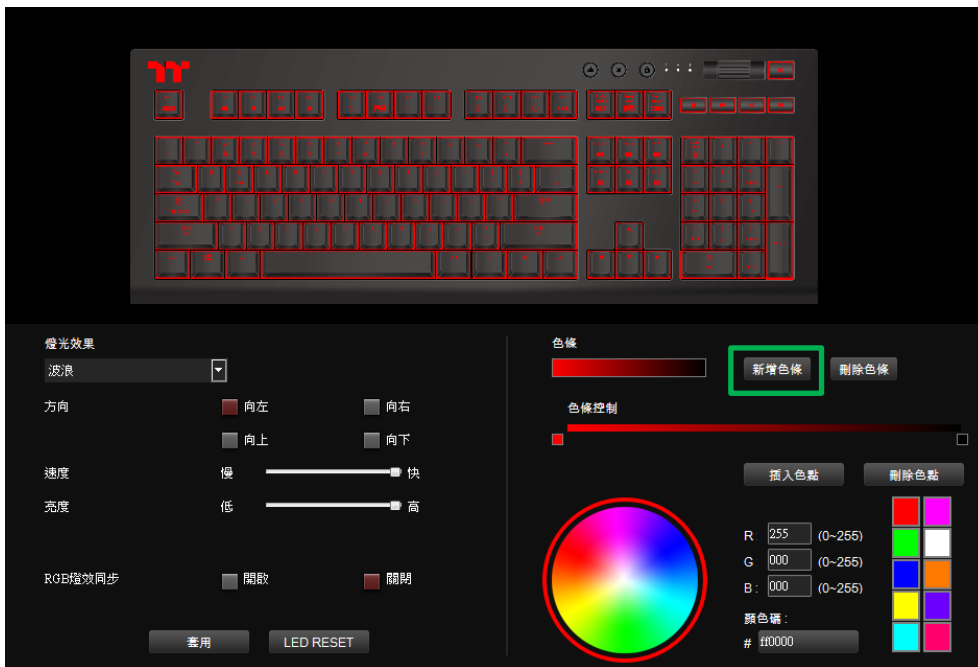 燈光效果
波浪
方向
向左
向右
向上
向下
速度
慢
快
亮度
低
高
RGB燈效同步
開啟
關閉
套用
LED RESET
色條
新增色條
刪除色條
色條控制
插入色點
刪除色點
R: 255 (0~255)
G: 000 (0~255)
B: 000 (0~255)
顏色碼:
# ff0000